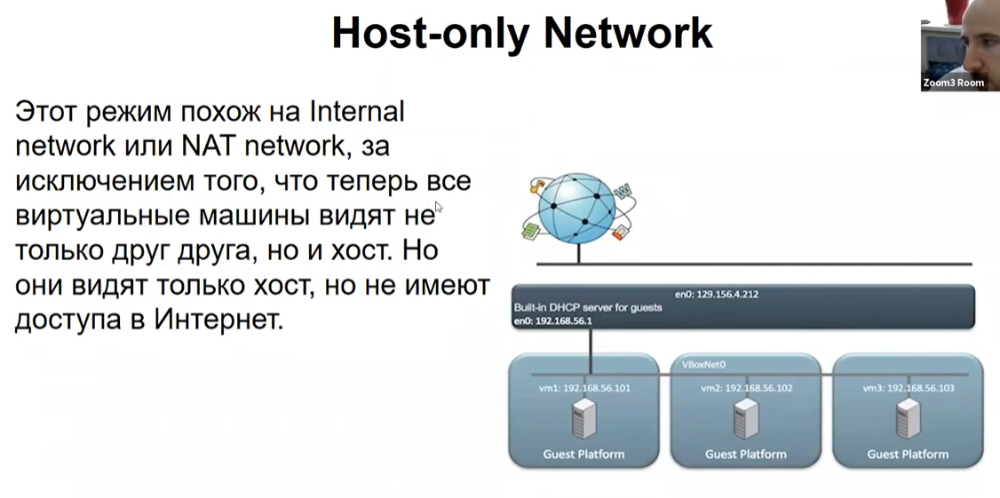 Host-only Network
Zoom3 Room
Этот режим похож на Internal
network или NAT network, за
исключением того, что теперь все
виртуальные машины видят не
только друг друга, но и хост. Но
они видят только хост, но не имеют
доступа в Интернет.
W
en0: 129.156.4.212
Built-in DHCP server for guests
en0: 192.168.56.1
VBoxNet0
vm1: 192.168.56.101
vm2: 192.168.56.102
vm3: 192.168.56.103
Guest Platform
Guest Platform
Guest Platform